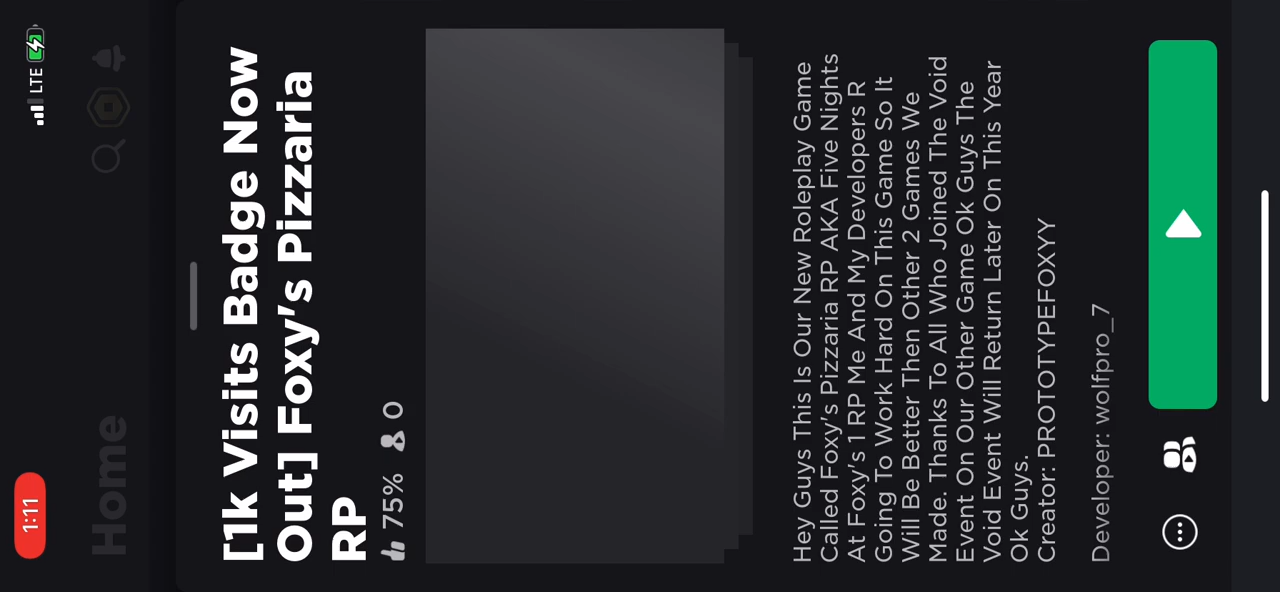 1:11
LTE
Home
[1k Visits Badge Now
Out] Foxy's Pizzaria
RP
75% 0
Hey Guys This Is Our New Roleplay Game
Called Foxy's Pizzaria RP AKA Five Nights
At Foxy's 1 RP Me And My Developers R
Going To Work Hard On This Game So It
Will Be Better Then Other 2 Games We
Made. Thanks To All Who Joined The Void
Event On Our Other Game Ok Guys The
Void Event Will Return Later On This Year
Ok Guys.
Creator: PROTOTYPEFOXYY
Developer: wolfpro_7